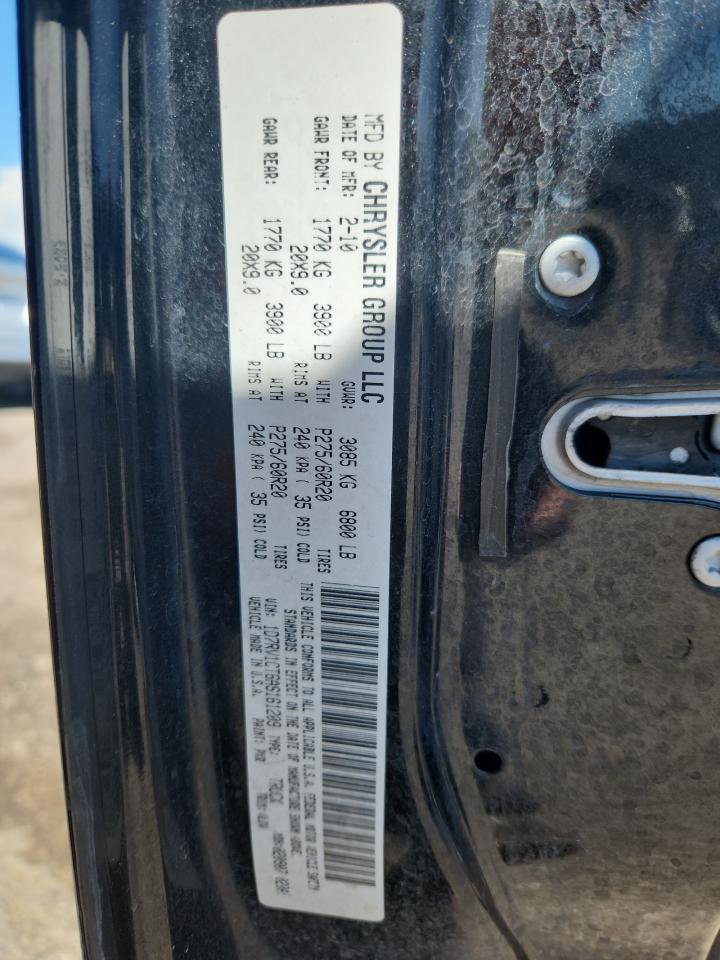 MFD BY CHRYSLER GROUP LLC
DATE OF MFR: 2-10 GVWR: 3085 KG 6800 LB
GAWR FRONT: 1770 KG 3900 LB WITH P275/60R20 TIRES
20X9.0 RIMS AT 240 KPA ( 35 PSI) COLD
GAWR REAR: 1770 KG 3900 LB WITH P275/60R20 TIRES
20X9.0 RIMS AT 240 KPA ( 35 PSI) COLD
THIS VEHICLE CONFORMS TO ALL APPLICABLE U.S.A. FEDERAL MOTOR VEHICLE SAFETY
STANDARDS IN EFFECT ON THE DATE OF MANUFACTURE SHOWN ABOVE.
VIN: 1D7RV1CT6AS161209 TYPE: TRUCK
VEHICLE MADE IN U.S.A. PAINT: PXR